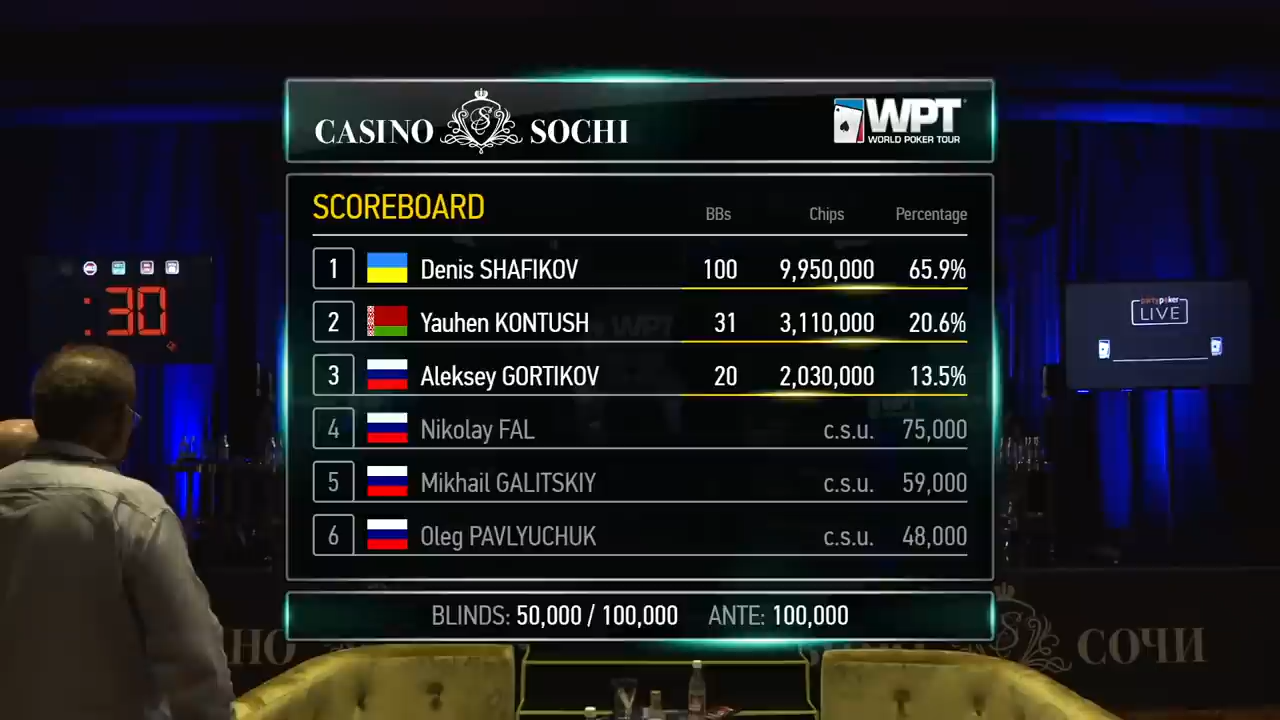 CASINO SOCHI
WPT
WORLD POKER TOUR
SCOREBOARD
BBs Chips Percentage
1 Denis SHAFIKOV 100 9,950,000 65.9%
2 Yauhen KONTUSH 31 3,110,000 20.6%
3 Aleksey GORTIKOV 20 2,030,000 13.5%
4 Nikolay FAL c.s.u. 75,000
5 Mikhail GALITSKIY c.s.u. 59,000
6 Oleg PAVLYUCHUK c.s.u. 48,000
BLINDS: 50,000 / 100,000 ANTE: 100,000
:30
partypoker
LIVE
СОЧИ